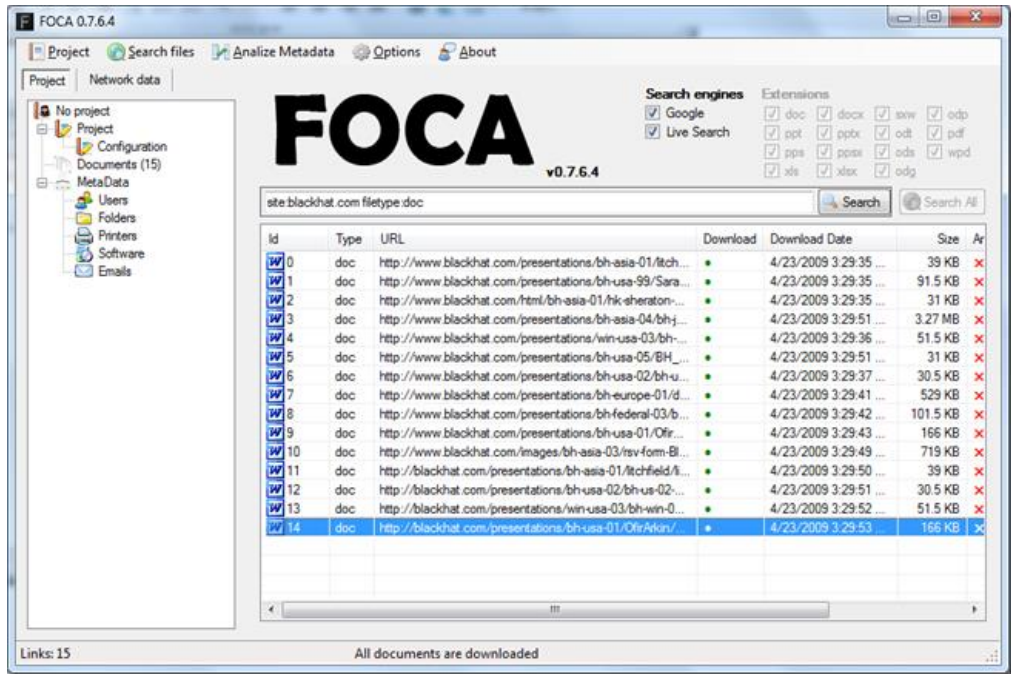 FOCA 0.7.6.4
Project Search files Analize Metadata Options About
Project Network data
No project
Project
Configuration
Documents (15)
MetaData
Users
Folders
Printers
Software
Emails
FOCA
v0.7.6.4
Search engines
Google
Live Search
Extensions
doc docx sxw odp
ppt pptx odt pdf
pps ppsx ods wpd
xls xlsx odg
site:blackhat.com filetype:doc Search Search All
Id Type URL Download Download Date Size Ar
0 doc http://www.blackhat.com/presentations/bh-asia-01/litch... 4/23/2009 3:29:35 ... 39 KB
1 doc http://www.blackhat.com/presentations/bh-usa-99/Sara... 4/23/2009 3:29:35 ... 91.5 KB
2 doc http://www.blackhat.com/html/bh-asia-01/hk-sheraton-... 4/23/2009 3:29:35 ... 31 KB
3 doc http://www.blackhat.com/presentations/bh-asia-04/bh-j... 4/23/2009 3:29:51 ... 3.27 MB
4 doc http://www.blackhat.com/presentations/win-usa-03/bh-... 4/23/2009 3:29:36 ... 51.5 KB
5 doc http://www.blackhat.com/presentations/bh-usa-05/BH_... 4/23/2009 3:29:51 ... 31 KB
6 doc http://www.blackhat.com/presentations/bh-usa-02/bh-u... 4/23/2009 3:29:37 ... 30.5 KB
7 doc http://www.blackhat.com/presentations/bh-europe-01/d... 4/23/2009 3:29:41 ... 529 KB
8 doc http://www.blackhat.com/presentations/bh-federal-03/b... 4/23/2009 3:29:42 ... 101.5 KB
9 doc http://www.blackhat.com/presentations/bh-usa-01/Ofir... 4/23/2009 3:29:43 ... 166 KB
10 doc http://www.blackhat.com/images/bh-asia-03/rsv-form-Bl... 4/23/2009 3:29:49 ... 719 KB
11 doc http://blackhat.com/presentations/bh-asia-01/litchfield/li... 4/23/2009 3:29:50 ... 39 KB
12 doc http://blackhat.com/presentations/bh-usa-02/bh-us-02-... 4/23/2009 3:29:51 ... 30.5 KB
13 doc http://blackhat.com/presentations/win-usa-03/bh-win-0... 4/23/2009 3:29:52 ... 51.5 KB
14 doc http://blackhat.com/presentations/bh-usa-01/OfirArkin/... 4/23/2009 3:29:53 ... 166 KB
Links: 15 All documents are downloaded